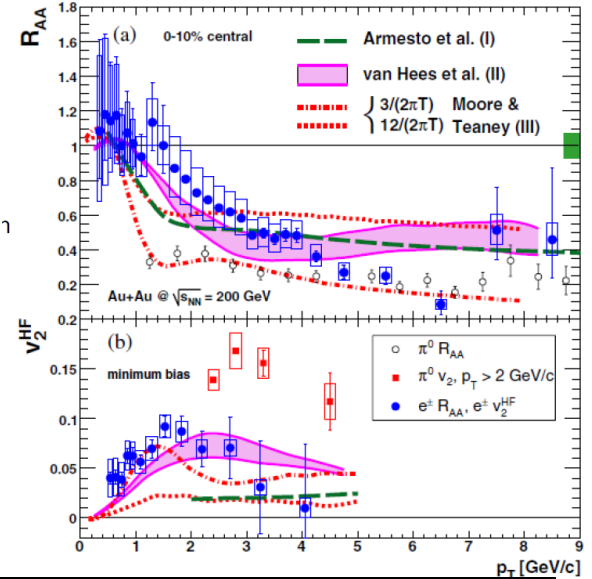 1.8
1.6
1.4
1.2
1
0.8
0.6
0.4
0.2
R_AA
(a)
0-10% central
Armesto et al. (I)
van Hees et al. (II)
3/(2πT) Moore &
12/(2πT) Teaney (III)
Au+Au @ √s_NN = 200 GeV
n
0.2
0.15
0.1
0.05
0
v_2^HF
(b)
minimum bias
π⁰ R_AA
π⁰ v_2, p_T > 2 GeV/c
e± R_AA, e± v_2^HF
0 1 2 3 4 5 6 7 8 9
p_T [GeV/c]